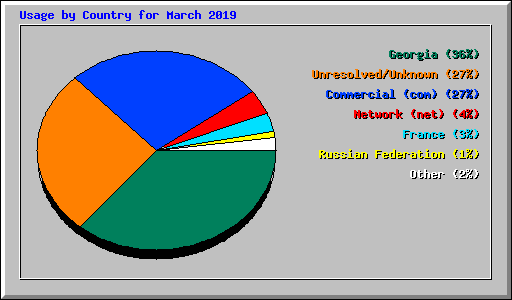 Usage by Country for March 2019
Georgia (36%)
Unresolved/Unknown (27%)
Commercial (com) (27%)
Network (net) (4%)
France (3%)
Russian Federation (1%)
Other (2%)